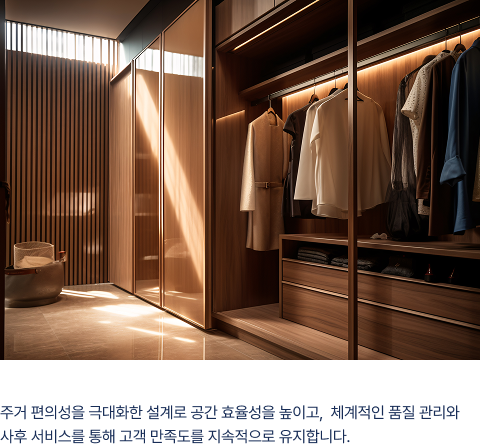 주거 편의성을 극대화한 설계로 공간 효율성을 높이고, 체계적인 품질 관리와
사후 서비스를 통해 고객 만족도를 지속적으로 유지합니다.